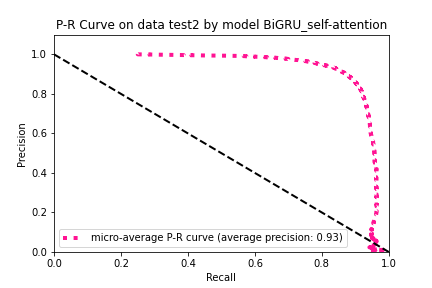 P-R Curve on data test2 by model BiGRU_self-attention
1.0
0.8
0.6
0.4
0.2
0.0
Precision
micro-average P-R curve (average precision: 0.93)
0.0 0.2 0.4 0.6 0.8 1.0
Recall